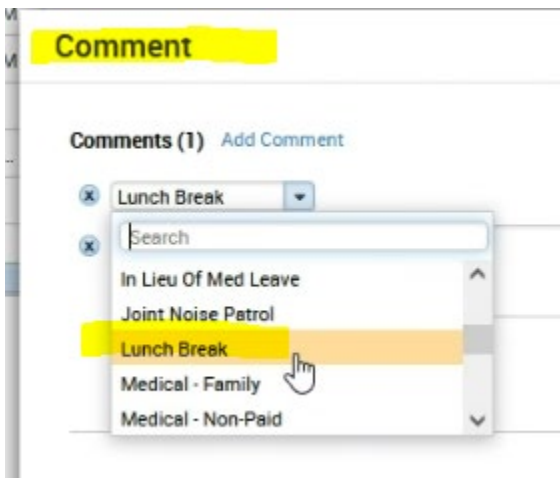 Comment
Comments (1) Add Comment
Lunch Break
Search
In Lieu Of Med Leave
Joint Noise Patrol
Lunch Break
Medical - Family
Medical - Non-Paid